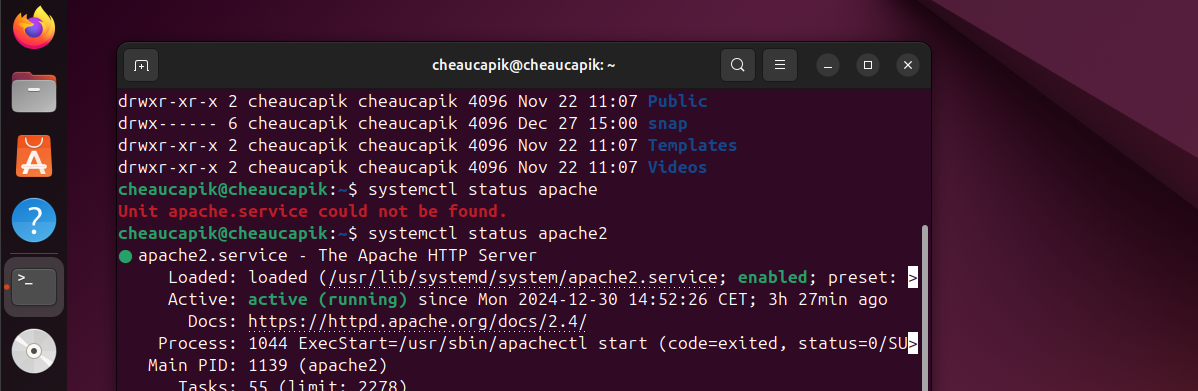 cheaucapik@cheaucapik: ~
drwxr-xr-x 2 cheaucapik cheaucapik 4096 Nov 22 11:07 Public
drwx------ 6 cheaucapik cheaucapik 4096 Dec 27 15:00 snap
drwxr-xr-x 2 cheaucapik cheaucapik 4096 Nov 22 11:07 Templates
drwxr-xr-x 2 cheaucapik cheaucapik 4096 Nov 22 11:07 Videos
cheaucapik@cheaucapik:~$ systemctl status apache
Unit apache.service could not be found.
cheaucapik@cheaucapik:~$ systemctl status apache2
● apache2.service - The Apache HTTP Server
Loaded: loaded (/usr/lib/systemd/system/apache2.service; enabled; preset: >
Active: active (running) since Mon 2024-12-30 14:52:26 CET; 3h 27min ago
Docs: https://httpd.apache.org/docs/2.4/
Process: 1044 ExecStart=/usr/sbin/apachectl start (code=exited, status=0/SU>
Main PID: 1139 (apache2)
Tasks: 55 (limit: 2278)